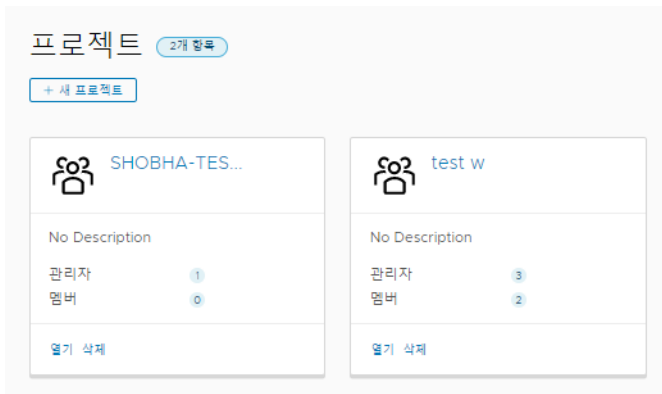 프로젝트 2개 항목
+ 새 프로젝트
SHOBHA-TES...
No Description
관리자 1
멤버 0
열기 삭제
test w
No Description
관리자 3
멤버 2
열기 삭제